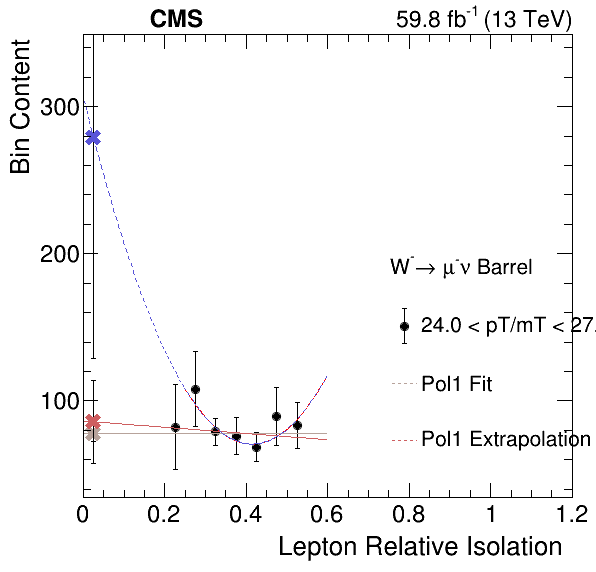 CMS 59.8 fb-1 (13 TeV)
Bin Content
300
200
100
W-→ μ-ν Barrel
24.0 < pT/mT < 27.
Pol1 Fit
Pol1 Extrapolation
0 0.2 0.4 0.6 0.8 1 1.2
Lepton Relative Isolation